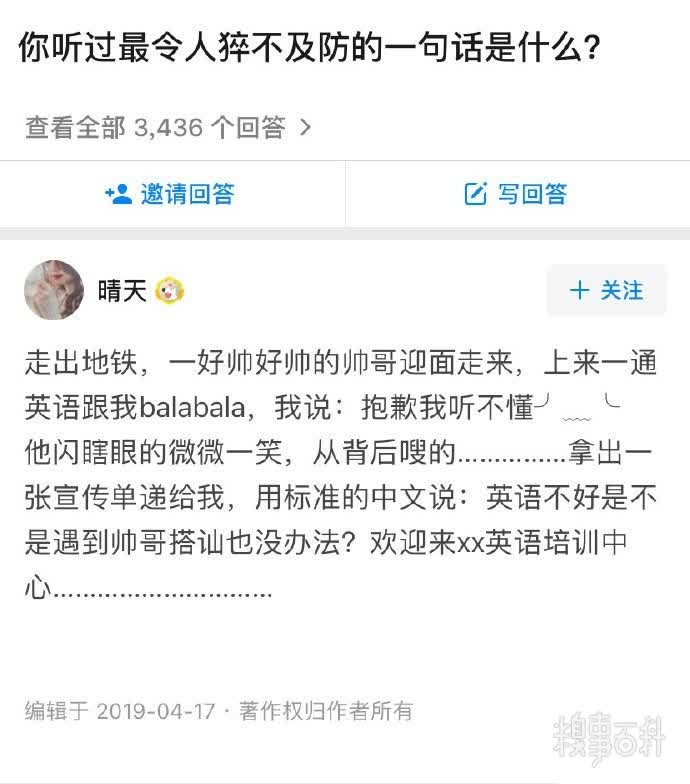 你听过最令人猝不及防的一句话是什么?
查看全部 3,436 个回答 >
邀请回答
写回答
晴天
+ 关注
走出地铁，一好帅好帅的帅哥迎面走来，上来一通
英语跟我balabala，我说：抱歉我听不懂╯﹏╰
他闪瞎眼的微微一笑，从背后嗖的……………拿出一
张宣传单递给我，用标准的中文说：英语不好是不
是遇到帅哥搭讪也没办法？欢迎来xx英语培训中
心…………………………
编辑于 2019-04-17 · 著作权归作者所有
糗事百科